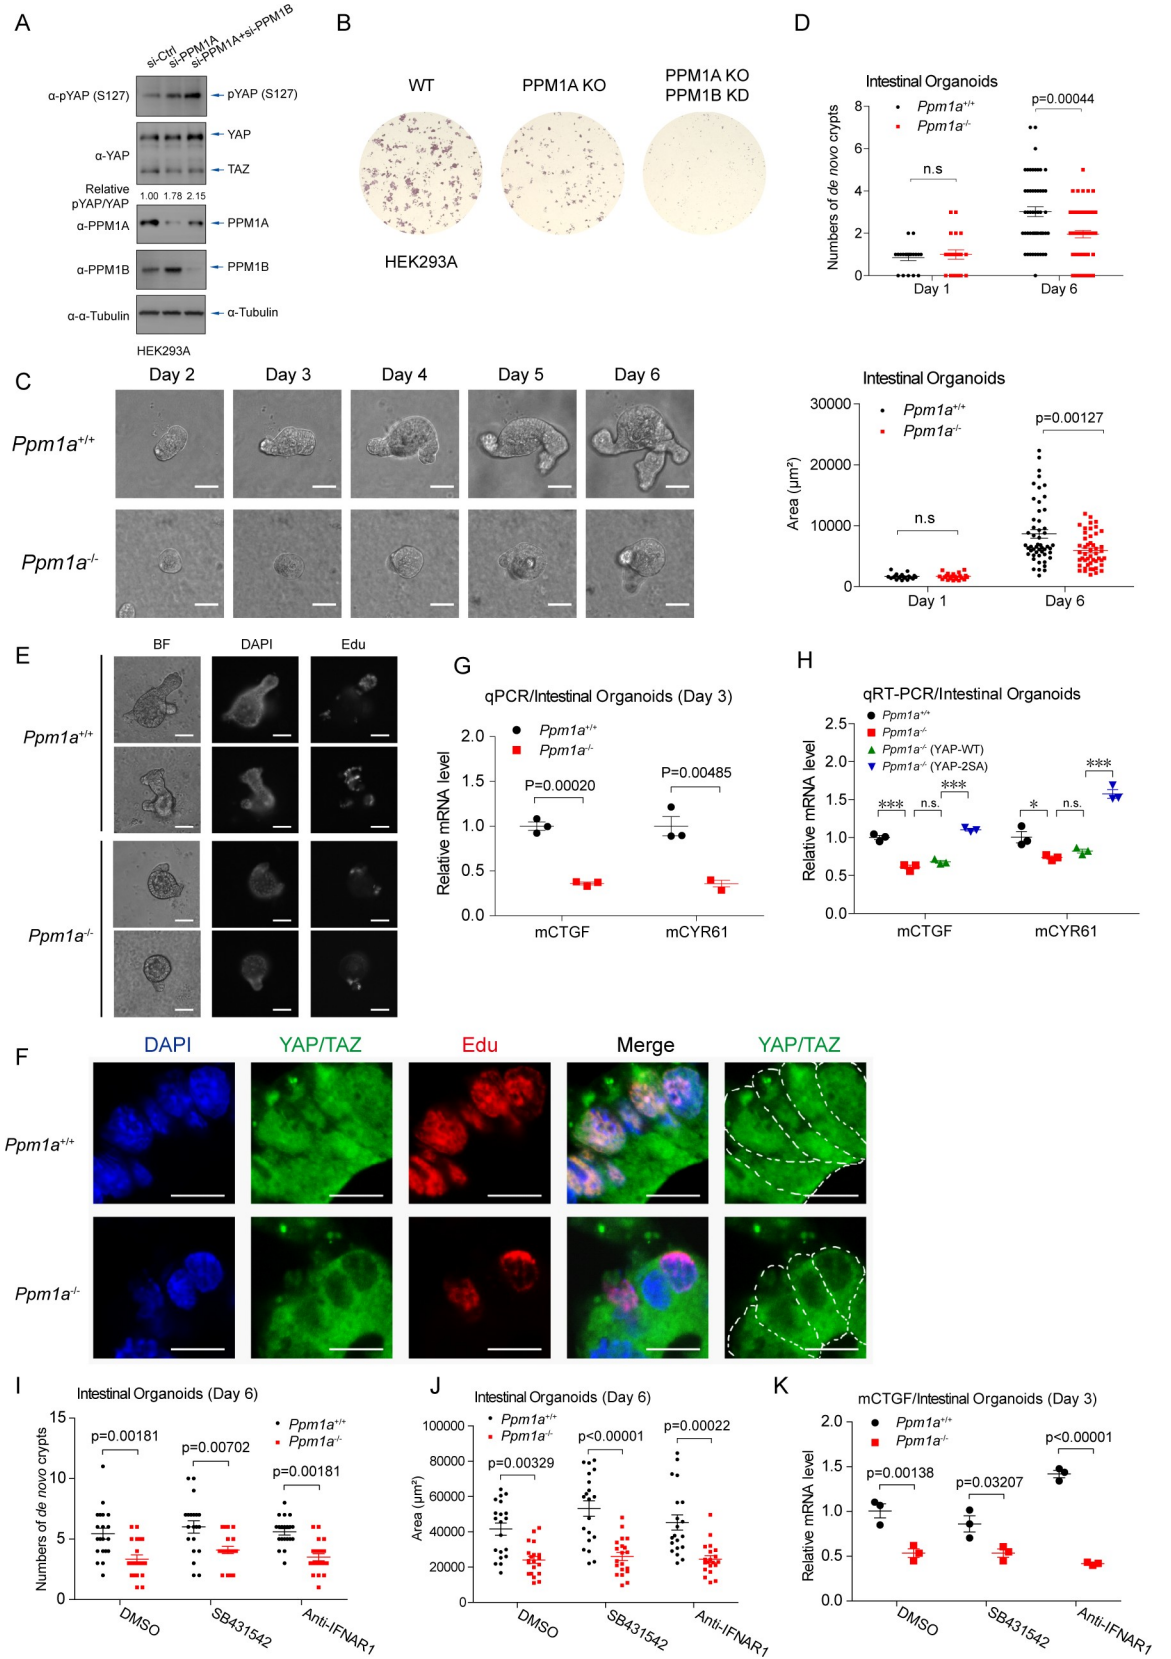 A
si-Ctrl
si-PPM1A
si-PPM1A+si-PPM1B
α-pYAP (S127)
pYAP (S127)
α-YAP
YAP
TAZ
Relative
pYAP/YAP
1.00 1.78 2.15
α-PPM1A
PPM1A
α-PPM1B
PPM1B
α-α-Tubulin
α-Tubulin
HEK293A
B
WT
PPM1A KO
PPM1A KO
PPM1B KD
HEK293A
D
Intestinal Organoids
Ppm1a+/+
Ppm1a-/-
p=0.00044
n.s
Numbers of de novo crypts
8
6
4
2
0
Day 1
Day 6
Intestinal Organoids
Ppm1a+/+
Ppm1a-/-
p=0.00127
n.s
Area (μm²)
30000
20000
10000
0
Day 1
Day 6
C
Day 2
Day 3
Day 4
Day 5
Day 6
Ppm1a+/+
Ppm1a-/-
E
BF
DAPI
Edu
Ppm1a+/+
Ppm1a-/-
G
qPCR/Intestinal Organoids (Day 3)
Ppm1a+/+
Ppm1a-/-
P=0.00020
P=0.00485
Relative mRNA level
2.0
1.5
1.0
0.5
0.0
mCTGF
mCYR61
H
qRT-PCR/Intestinal Organoids
Ppm1a+/+
Ppm1a-/-
Ppm1a-/- (YAP-WT)
Ppm1a-/- (YAP-2SA)
***
n.s.
***
*
n.s.
***
Relative mRNA level
2.5
2.0
1.5
1.0
0.5
0.0
mCTGF
mCYR61
F
DAPI
YAP/TAZ
Edu
Merge
YAP/TAZ
Ppm1a+/+
Ppm1a-/-
I
Intestinal Organoids (Day 6)
Ppm1a+/+
Ppm1a-/-
p=0.00181
p=0.00702
p=0.00181
Numbers of de novo crypts
15
10
5
0
DMSO
SB431542
Anti-IFNAR1
J
Intestinal Organoids (Day 6)
Ppm1a+/+
Ppm1a-/-
p=0.00329
p<0.00001
p=0.00022
Area (μm²)
100000
80000
60000
40000
20000
0
DMSO
SB431542
Anti-IFNAR1
K
mCTGF/Intestinal Organoids (Day 3)
Ppm1a+/+
Ppm1a-/-
p=0.00138
p=0.03207
p<0.00001
Relative mRNA level
2.0
1.5
1.0
0.5
0.0
DMSO
SB431542
Anti-IFNAR1